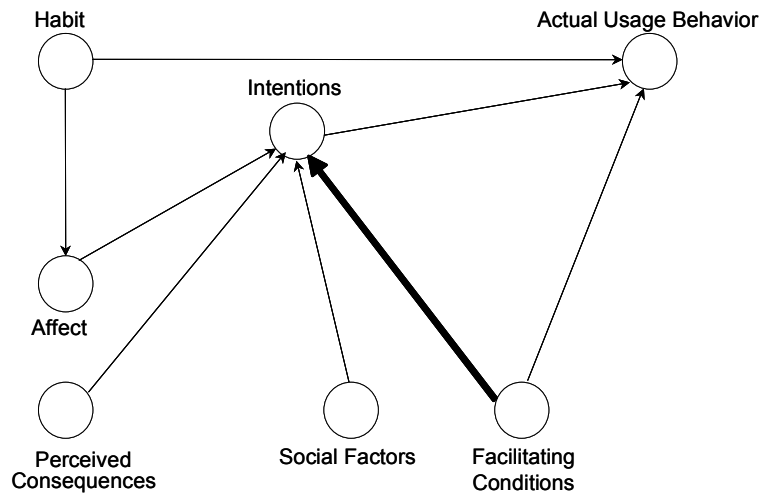 Habit
Actual Usage Behavior
Intentions
Affect
Perceived
Consequences
Social Factors
Facilitating
Conditions